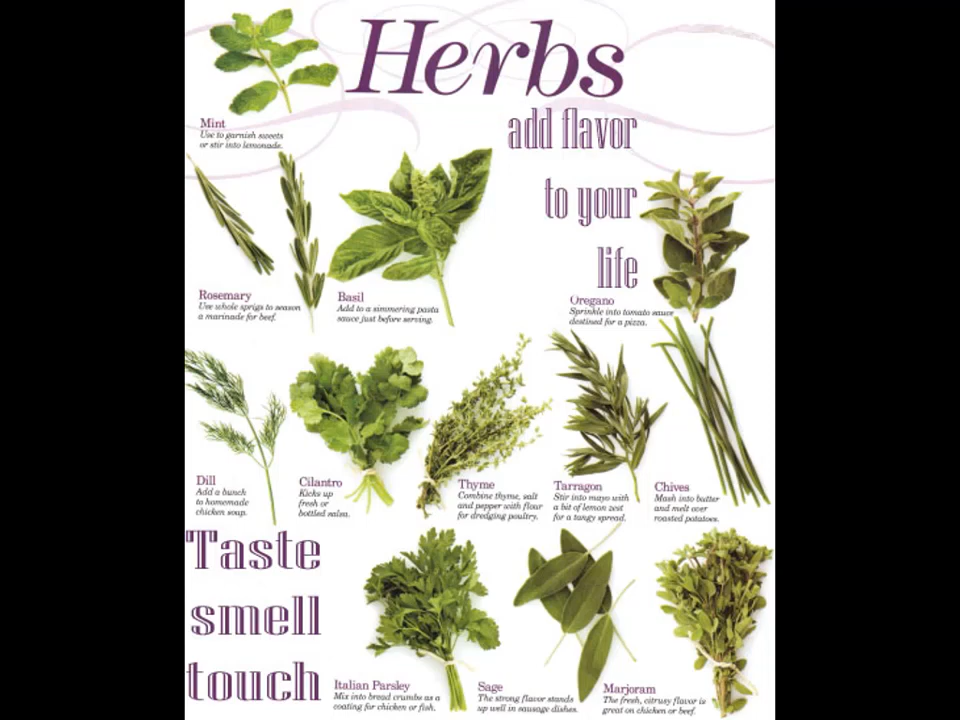 Herbs
add flavor
to your
life
Mint
Use to garnish sweets
or stir into lemonade.
Rosemary
Use whole sprigs to season
a marinade for beef.
Basil
Add to a simmering pasta
sauce just before serving.
Oregano
Sprinkle into tomato sauce
destined for a pizza.
Dill
Add a bunch
to homemade
chicken soup.
Cilantro
Kicks up
fresh or
bottled salsa.
Thyme
Combine thyme, salt
and pepper with flour
for dredging poultry.
Tarragon
Stir into mayo with
a bit of lemon zest
for a tangy spread.
Chives
Mash into butter
and melt over
roasted potatoes.
Taste
smell
touch
Italian Parsley
Mix into bread crumbs as a
coating for chicken or fish.
Sage
The strong flavor stands
up well in sausage dishes.
Marjoram
The fresh, citrusy flavor is
great on chicken or beef.